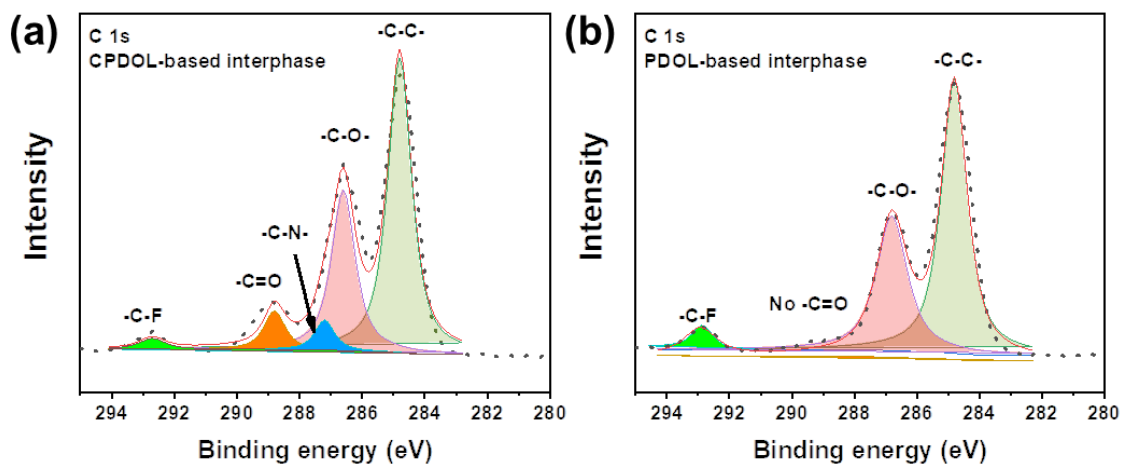 (a)
C 1s
CPDOL-based interphase
-C-C-
-C-O-
-C-N-
-C=O
-C-F
Intensity
294 292 290 288 286 284 282 280
Binding energy (eV)
(b)
C 1s
PDOL-based interphase
-C-C-
-C-O-
No -C=O
-C-F
Intensity
294 292 290 288 286 284 282 280
Binding energy (eV)